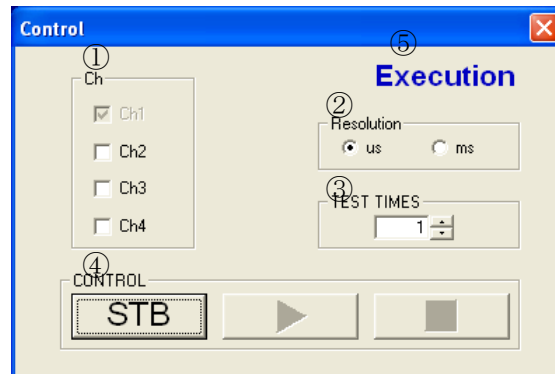 Control
⑤
①
Execution
Ch
②
Ch1
Resolution
us ms
Ch2
③
Ch3
TEST TIMES
1
Ch4
④
CONTROL
STB